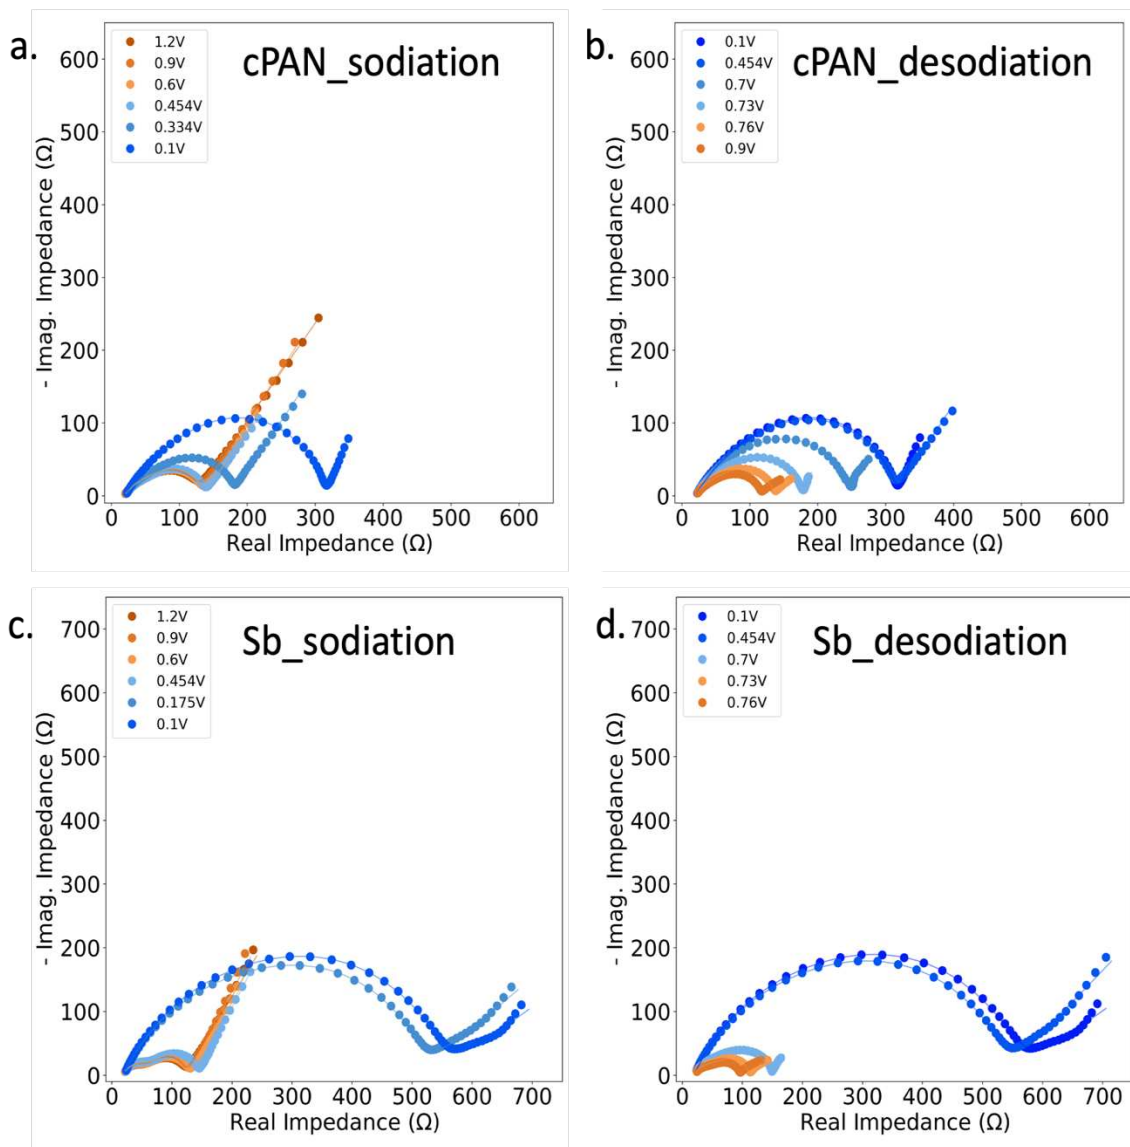 a.
cPAN_sodiation
1.2V
0.9V
0.6V
0.454V
0.334V
0.1V
600
500
400
300
200
100
0
- Imag. Impedance (Ω)
0 100 200 300 400 500 600
Real Impedance (Ω)
b.
cPAN_desodiation
0.1V
0.454V
0.7V
0.73V
0.76V
0.9V
600
500
400
300
200
100
0
- Imag. Impedance (Ω)
0 100 200 300 400 500 600
Real Impedance (Ω)
c.
Sb_sodiation
1.2V
0.9V
0.6V
0.454V
0.175V
0.1V
700
600
500
400
300
200
100
0
- Imag. Impedance (Ω)
0 100 200 300 400 500 600 700
Real Impedance (Ω)
d.
Sb_desodiation
0.1V
0.454V
0.7V
0.73V
0.76V
700
600
500
400
300
200
100
0
- Imag. Impedance (Ω)
0 100 200 300 400 500 600 700
Real Impedance (Ω)